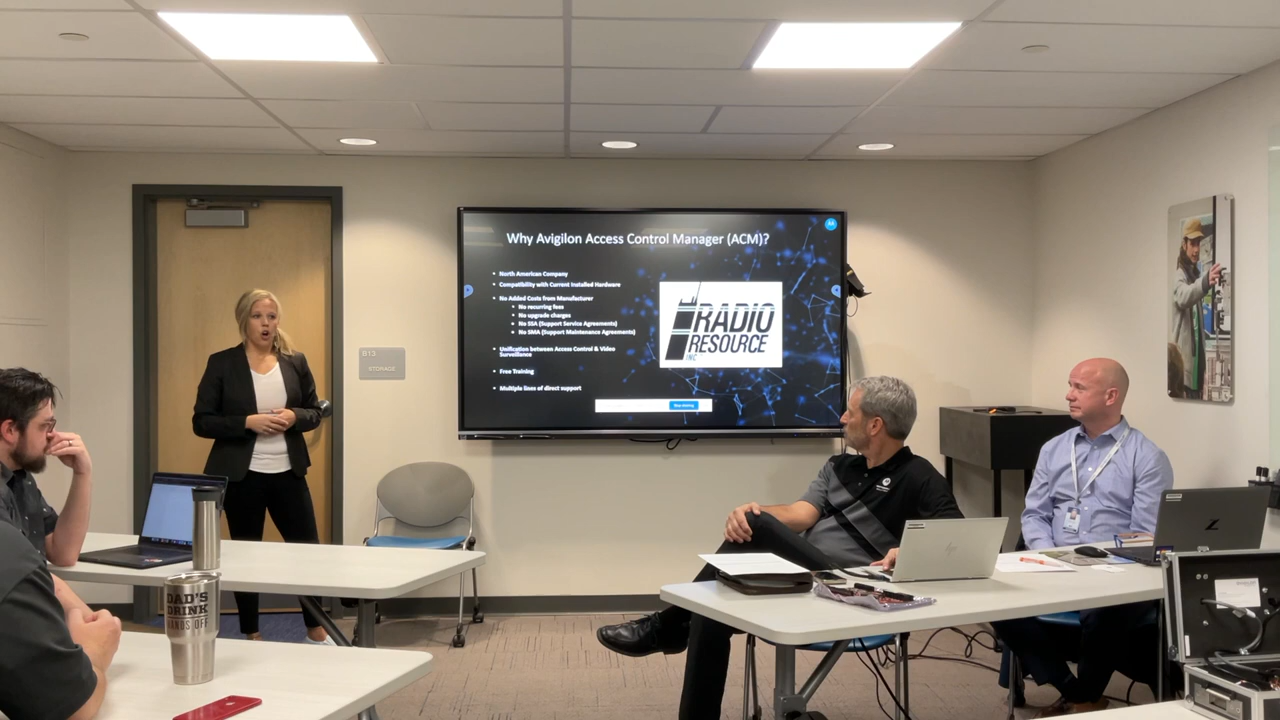 Why Avigilon Access Control Manager (ACM)?
• North American Company
• Compatibility with Current Installed Hardware
• No Added Costs from Manufacturer
• No recurring fees
• No upgrade charges
• No SSA (Support Service Agreements)
• No SMA (Support Maintenance Agreements)
• Unification between Access Control & Video
Surveillance
• Free Training
• Multiple lines of direct support
RADIO
RESOURCE
INC
Stop sharing
B13
STORAGE
DAD'S
DRINK
HANDS OFF
hp